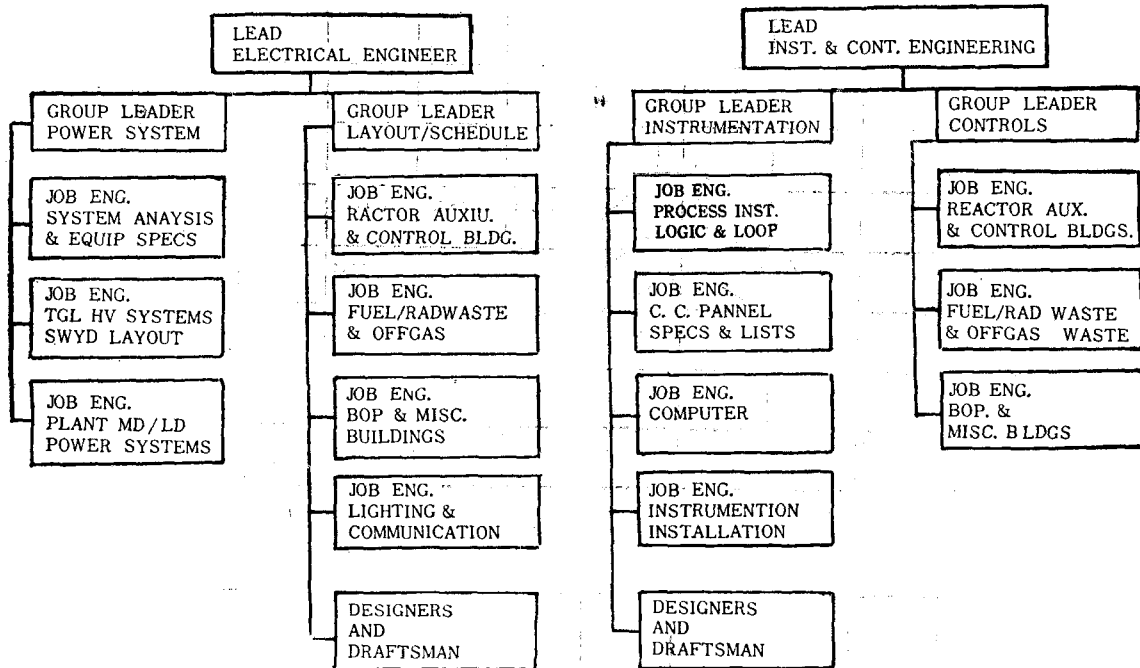 LEAD
ELECTRICAL ENGINEER
LEAD
INST. & CONT. ENGINEERING
GROUP LEADER
POWER SYSTEM
GROUP LEADER
LAYOUT/SCHEDULE
GROUP LEADER
INSTRUMENTATION
GROUP LEADER
CONTROLS
JOB ENG.
SYSTEM ANAYSIS
& EQUIP SPECS
JOB ENG.
RACTOR AUXIU.
& CONTROL BLDG.
JOB ENG.
PROCESS INST.
LOGIC & LOOP
JOB ENG.
REACTOR AUX.
& CONTROL BLDGS.
JOB ENG.
TGL HV SYSTEMS
SWYD LAYOUT
JOB ENG.
FUEL/RADWASTE
& OFFGAS
JOB ENG.
C. C. PANNEL
SPECS & LISTS
JOB ENG.
FUEL/RAD WASTE
& OFFGAS WASTE
JOB ENG.
PLANT MD/LD
POWER SYSTEMS
JOB ENG.
BOP & MISC.
BUILDINGS
JOB ENG.
COMPUTER
JOB ENG.
BOP. &
MISC. BLDGS
JOB ENG.
LIGHTING &
COMMUNICATION
JOB ENG.
INSTRUMENTION
INSTALLATION
DESIGNERS
AND
DRAFTSMAN
DESIGNERS
AND
DRAFTSMAN